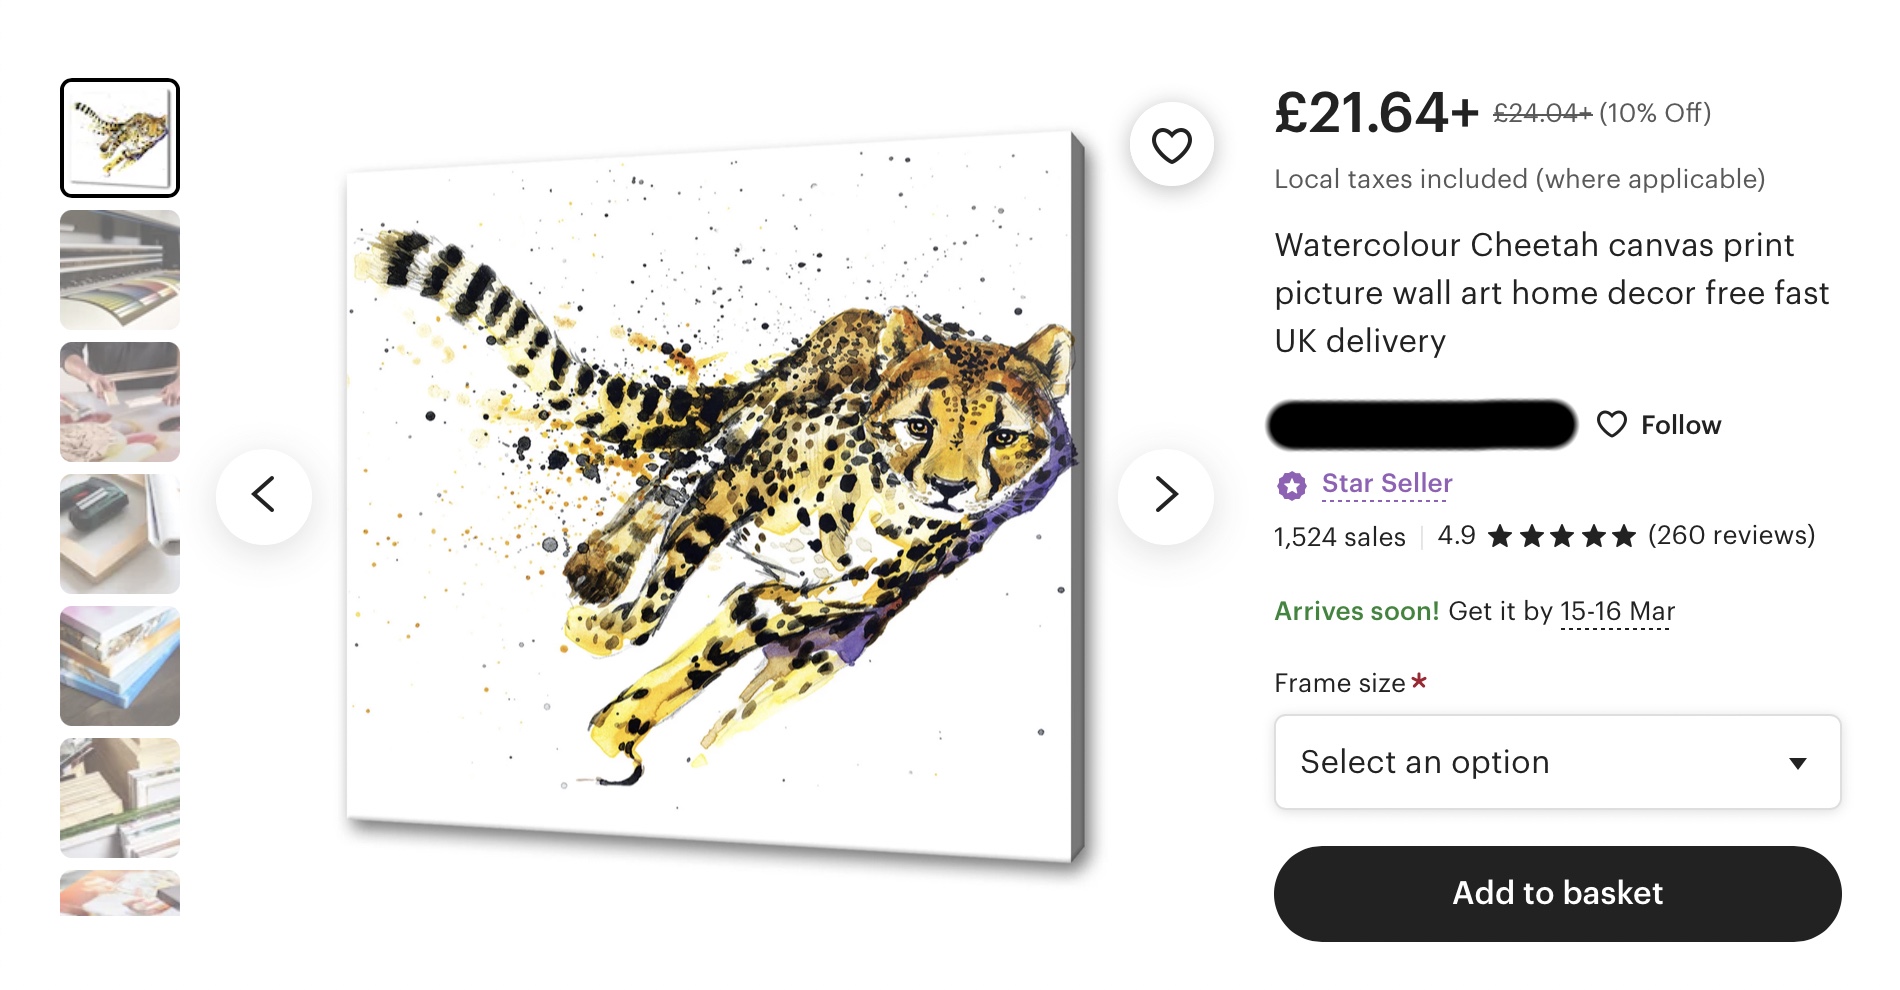 £21.64+ £24.04+ (10% Off)
Local taxes included (where applicable)
Watercolour Cheetah canvas print
picture wall art home decor free fast
UK delivery
Follow
Star Seller
1,524 sales | 4.9 ★★★★★ (260 reviews)
Arrives soon! Get it by 15-16 Mar
Frame size *
Select an option
Add to basket